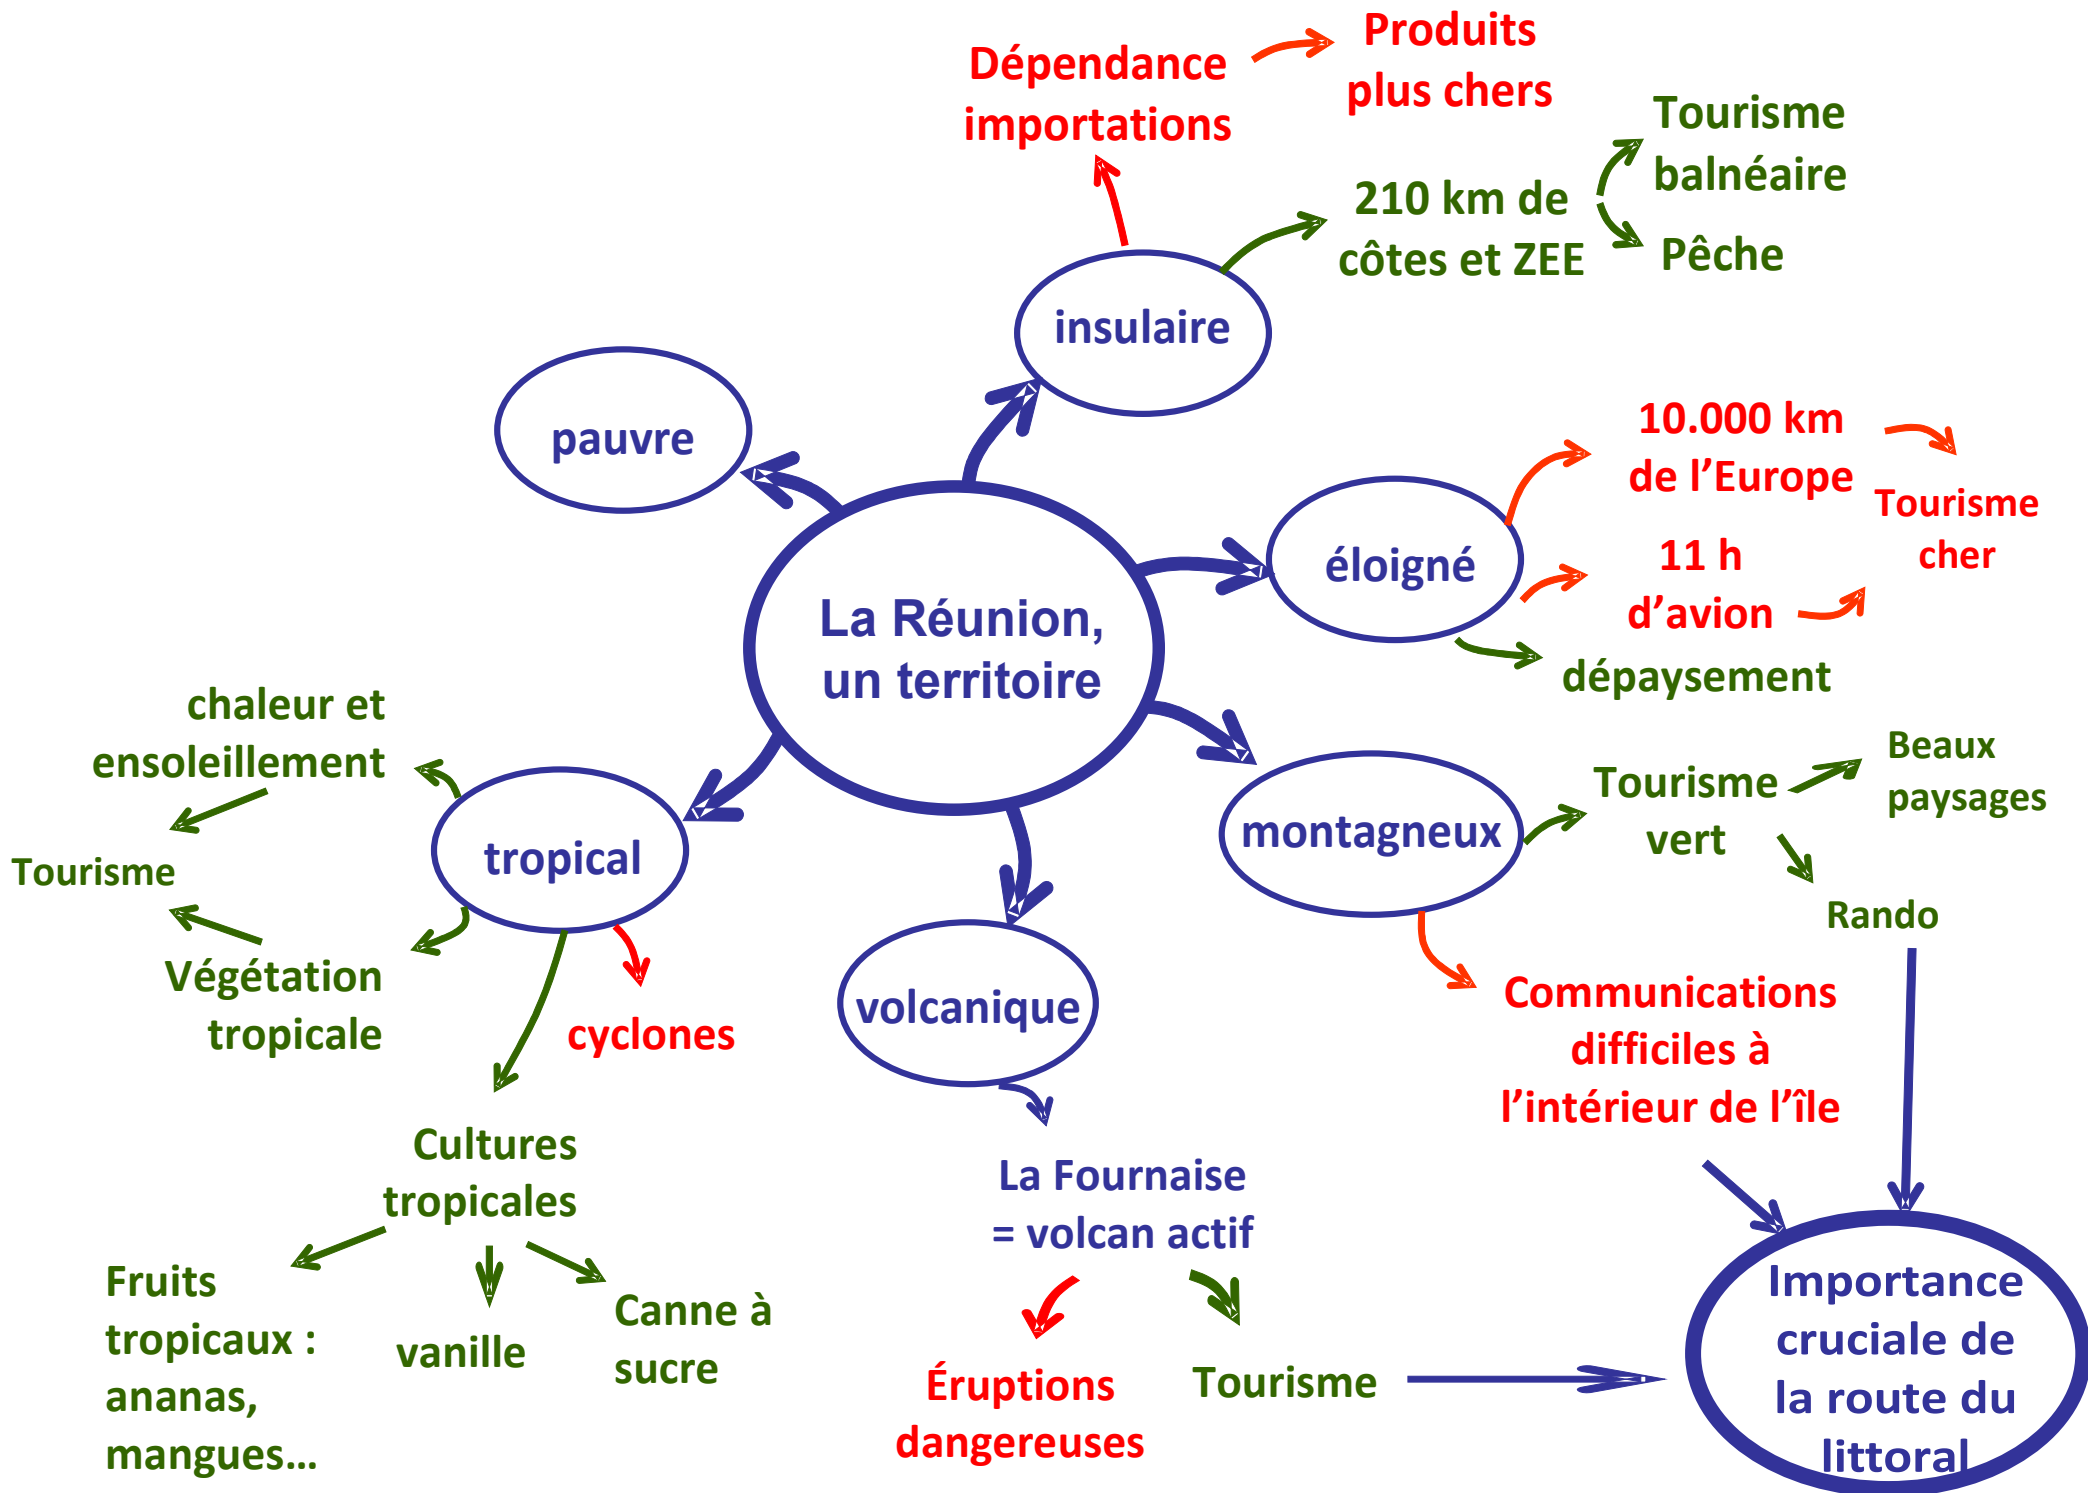 Dépendance
importations
Produits
plus chers
210 km de
côtes et ZEE
Tourisme
balnéaire
Pêche
insulaire
pauvre
La Réunion,
un territoire
éloigné
10.000 km
de l’Europe
11 h
d’avion
Tourisme
cher
dépaysement
montagneux
Tourisme
vert
Beaux
paysages
Rando
Communications
difficiles à
l’intérieur de l’île
tropical
chaleur et
ensoleillement
Tourisme
Végétation
tropicale
cyclones
Cultures
tropicales
Fruits
tropicaux :
ananas,
mangues...
vanille
Canne à
sucre
volcanique
La Fournaise
= volcan actif
Éruptions
dangereuses
Tourisme
Importance
cruciale de
la route du
littoral